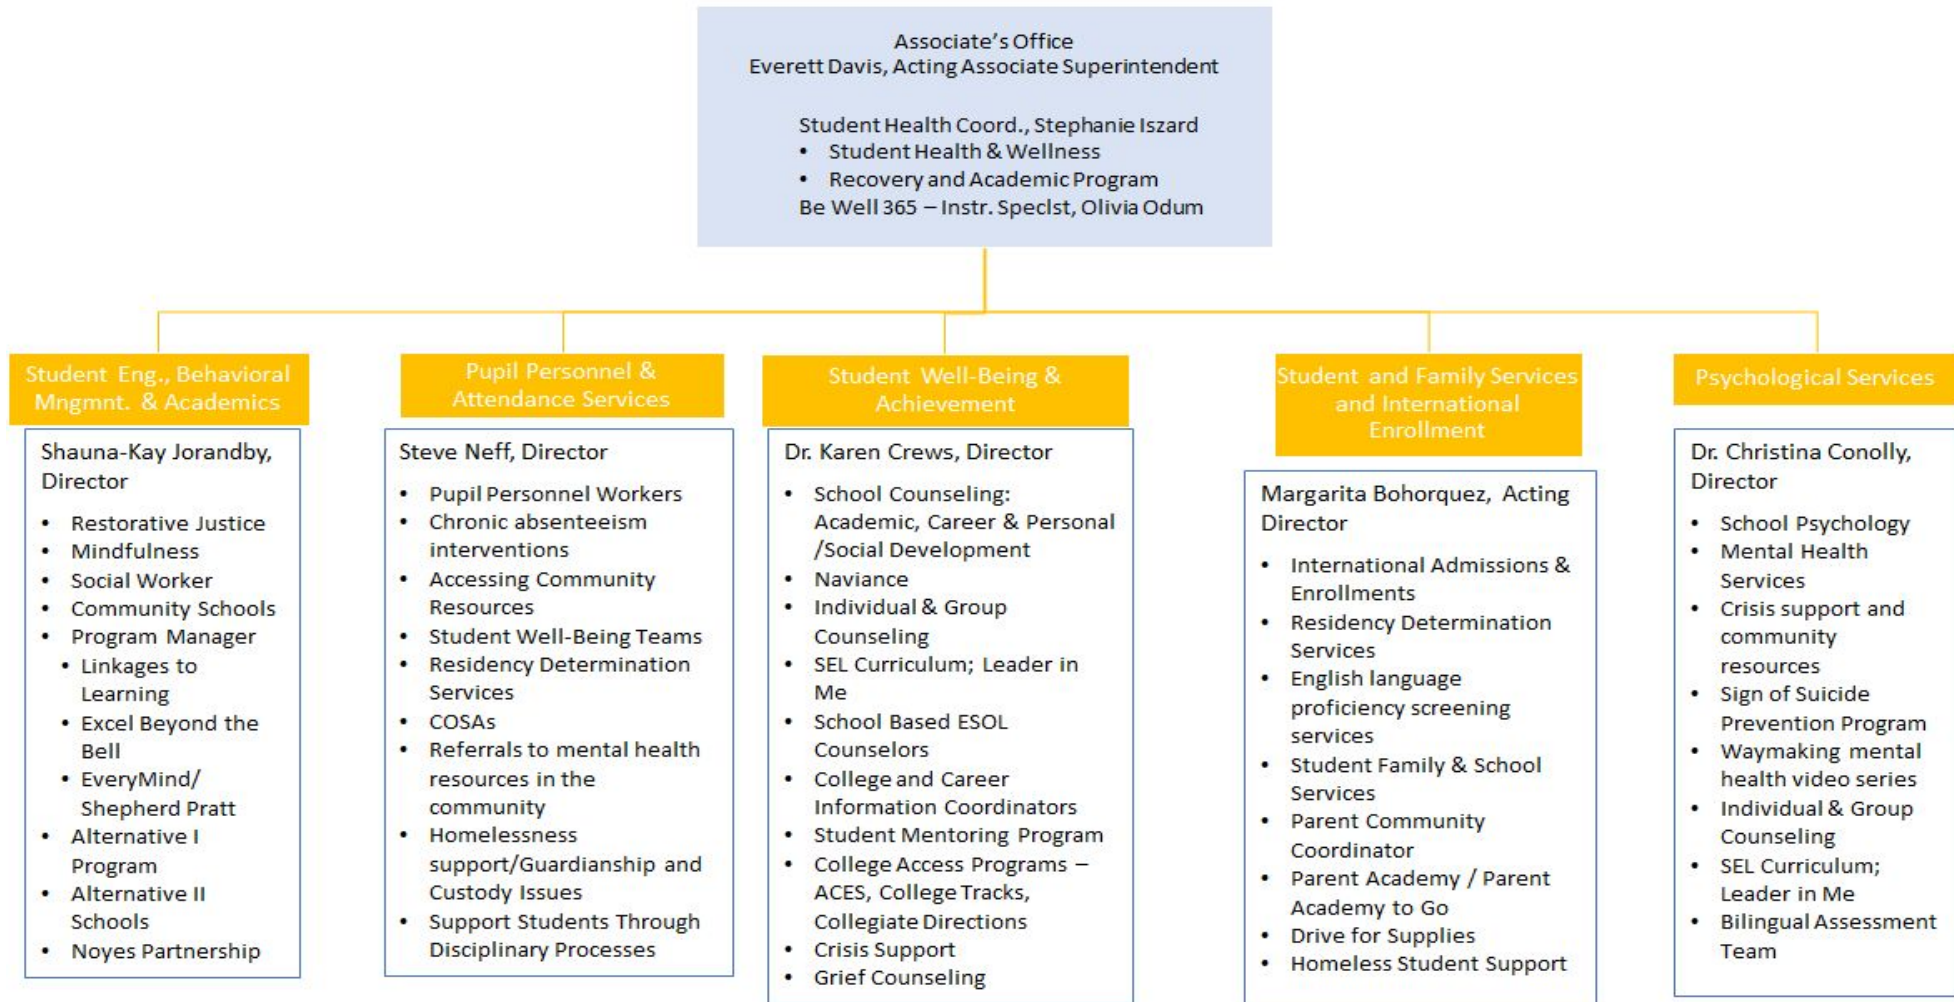 Associate's Office
Everett Davis, Acting Associate Superintendent
Student Health Coord., Stephanie Iszard
• Student Health & Wellness
• Recovery and Academic Program
Be Well 365 – Instr. Speclst, Olivia Odum
Student Eng., Behavioral
Mngmnt. & Academics
Shauna-Kay Jorandby,
Director
• Restorative Justice
• Mindfulness
• Social Worker
• Community Schools
• Program Manager
• Linkages to
Learning
• Excel Beyond the
Bell
• EveryMind/
Shepherd Pratt
• Alternative I
Program
• Alternative II
Schools
• Noyes Partnership
Pupil Personnel &
Attendance Services
Steve Neff, Director
• Pupil Personnel Workers
• Chronic absenteeism
interventions
• Accessing Community
Resources
• Student Well-Being Teams
• Residency Determination
Services
• COSAs
• Referrals to mental health
resources in the
community
• Homelessness
support/Guardianship and
Custody Issues
• Support Students Through
Disciplinary Processes
Student Well-Being &
Achievement
Dr. Karen Crews, Director
• School Counseling:
Academic, Career & Personal
/Social Development
• Naviance
• Individual & Group
Counseling
• SEL Curriculum; Leader in
Me
• School Based ESOL
Counselors
• College and Career
Information Coordinators
• Student Mentoring Program
• College Access Programs –
ACES, College Tracks,
Collegiate Directions
• Crisis Support
• Grief Counseling
Student and Family Services
and International
Enrollment
Margarita Bohorquez, Acting
Director
• International Admissions &
Enrollments
• Residency Determination
Services
• English language
proficiency screening
services
• Student Family & School
Services
• Parent Community
Coordinator
• Parent Academy / Parent
Academy to Go
• Drive for Supplies
• Homeless Student Support
Psychological Services
Dr. Christina Conolly,
Director
• School Psychology
• Mental Health
Services
• Crisis support and
community
resources
• Sign of Suicide
Prevention Program
• Waymaking mental
health video series
• Individual & Group
Counseling
• SEL Curriculum;
Leader in Me
• Bilingual Assessment
Team